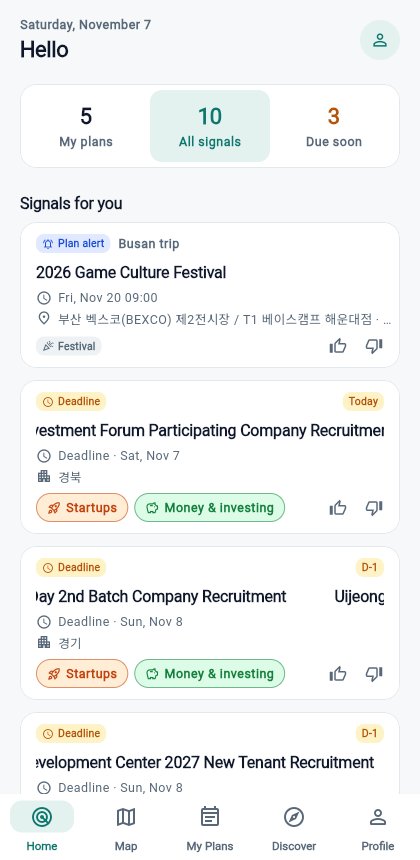 Saturday, November 7
Hello
5
My plans
10
All signals
3
Due soon
Signals for you
Plan alert
Busan trip
2026 Game Culture Festival
Fri, Nov 20 09:00
부산 벡스코(BEXCO) 제2전시장 / T1 베이스캠프 해운대점 · ...
Festival
Deadline
Today
vestment Forum Participating Company Recruitmer
Deadline · Sat, Nov 7
경북
Startups
Money & investing
Deadline
D-1
Day 2nd Batch Company Recruitment Uijeong
Deadline · Sun, Nov 8
경기
Startups
Money & investing
Deadline
D-1
evelopment Center 2027 New Tenant Recruitment
Deadline · Sun, Nov 8
Home
Map
My Plans
Discover
Profile